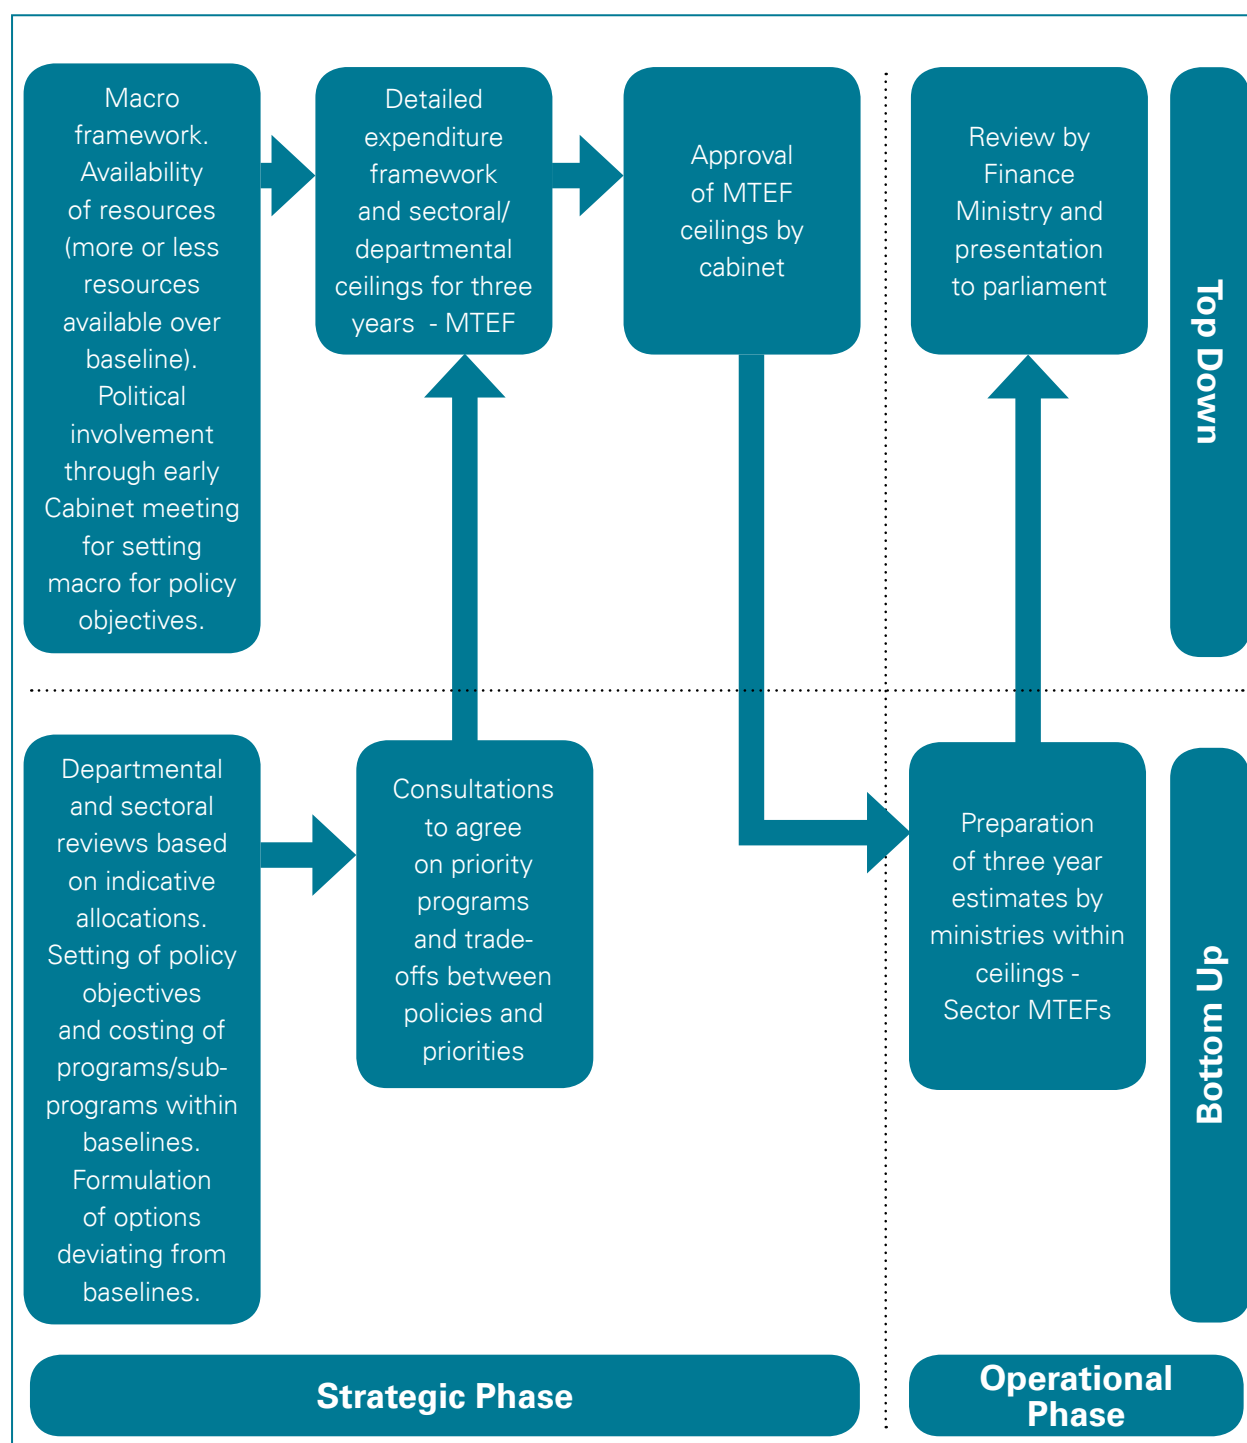 Macro
framework.
Availability
of resources
(more or less
resources
available over
baseline).
Political
involvement
through early
Cabinet meeting
for setting
macro for policy
objectives.
Detailed
expenditure
framework
and sectoral/
departmental
ceilings for three
years - MTEF
Approval
of MTEF
ceilings by
cabinet
Review by
Finance
Ministry and
presentation
to parliament
Top Down
Departmental
and sectoral
reviews based
on indicative
allocations.
Setting of policy
objectives
and costing of
programs/sub-
programs within
baselines.
Formulation
of options
deviating from
baselines.
Consultations
to agree
on priority
programs
and trade-
offs between
policies and
priorities
Preparation
of three year
estimates by
ministries within
ceilings -
Sector MTEFs
Bottom Up
Strategic Phase
Operational
Phase